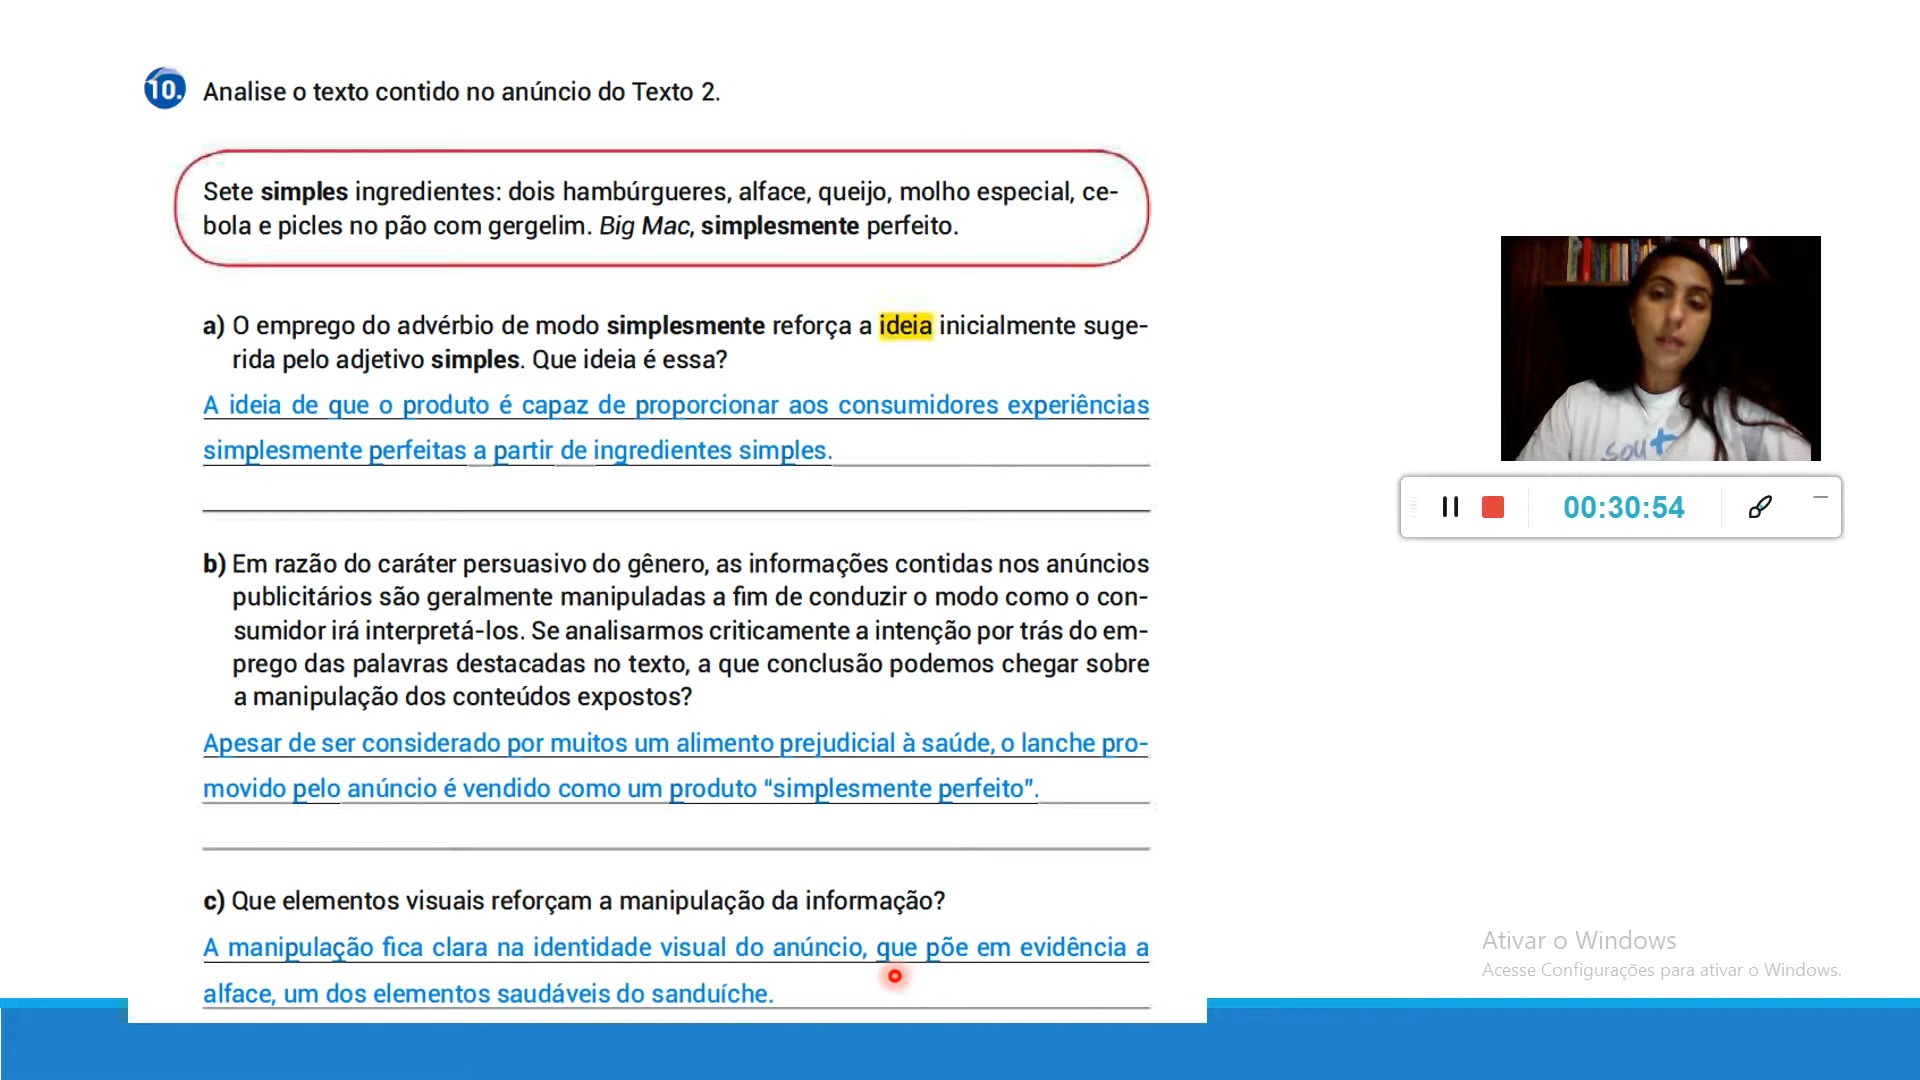 10. Analise o texto contido no anúncio do Texto 2.
Sete simples ingredientes: dois hambúrgueres, alface, queijo, molho especial, ce-
bola e picles no pão com gergelim. Big Mac, simplesmente perfeito.
a) O emprego do advérbio de modo simplesmente reforça a ideia inicialmente suge-
rida pelo adjetivo simples. Que ideia é essa?
A ideia de que o produto é capaz de proporcionar aos consumidores experiências
simplesmente perfeitas a partir de ingredientes simples.
b) Em razão do caráter persuasivo do gênero, as informações contidas nos anúncios
publicitários são geralmente manipuladas a fim de conduzir o modo como o con-
sumidor irá interpretá-los. Se analisarmos criticamente a intenção por trás do em-
prego das palavras destacadas no texto, a que conclusão podemos chegar sobre
a manipulação dos conteúdos expostos?
Apesar de ser considerado por muitos um alimento prejudicial à saúde, o lanche pro-
movido pelo anúncio é vendido como um produto “simplesmente perfeito”.
c) Que elementos visuais reforçam a manipulação da informação?
A manipulação fica clara na identidade visual do anúncio, que põe em evidência a
alface, um dos elementos saudáveis do sanduíche.
sou+
00:30:54
Ativar o Windows
Acesse Configurações para ativar o Windows.